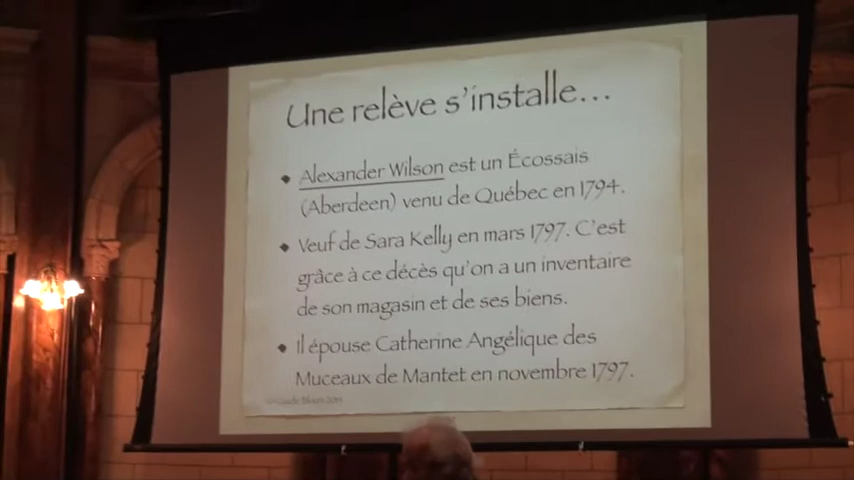 Une relève s'installe...
• Alexander Wilson est un Écossais
(Aberdeen) venu de Québec en 1794.
• Veuf de Sara Kelly en mars 1797. C'est
grâce à ce décès qu'on a un inventaire
de son magasin et de ses biens.
• Il épouse Catherine Angélique des
Muceaux de Mantet en novembre 1797.